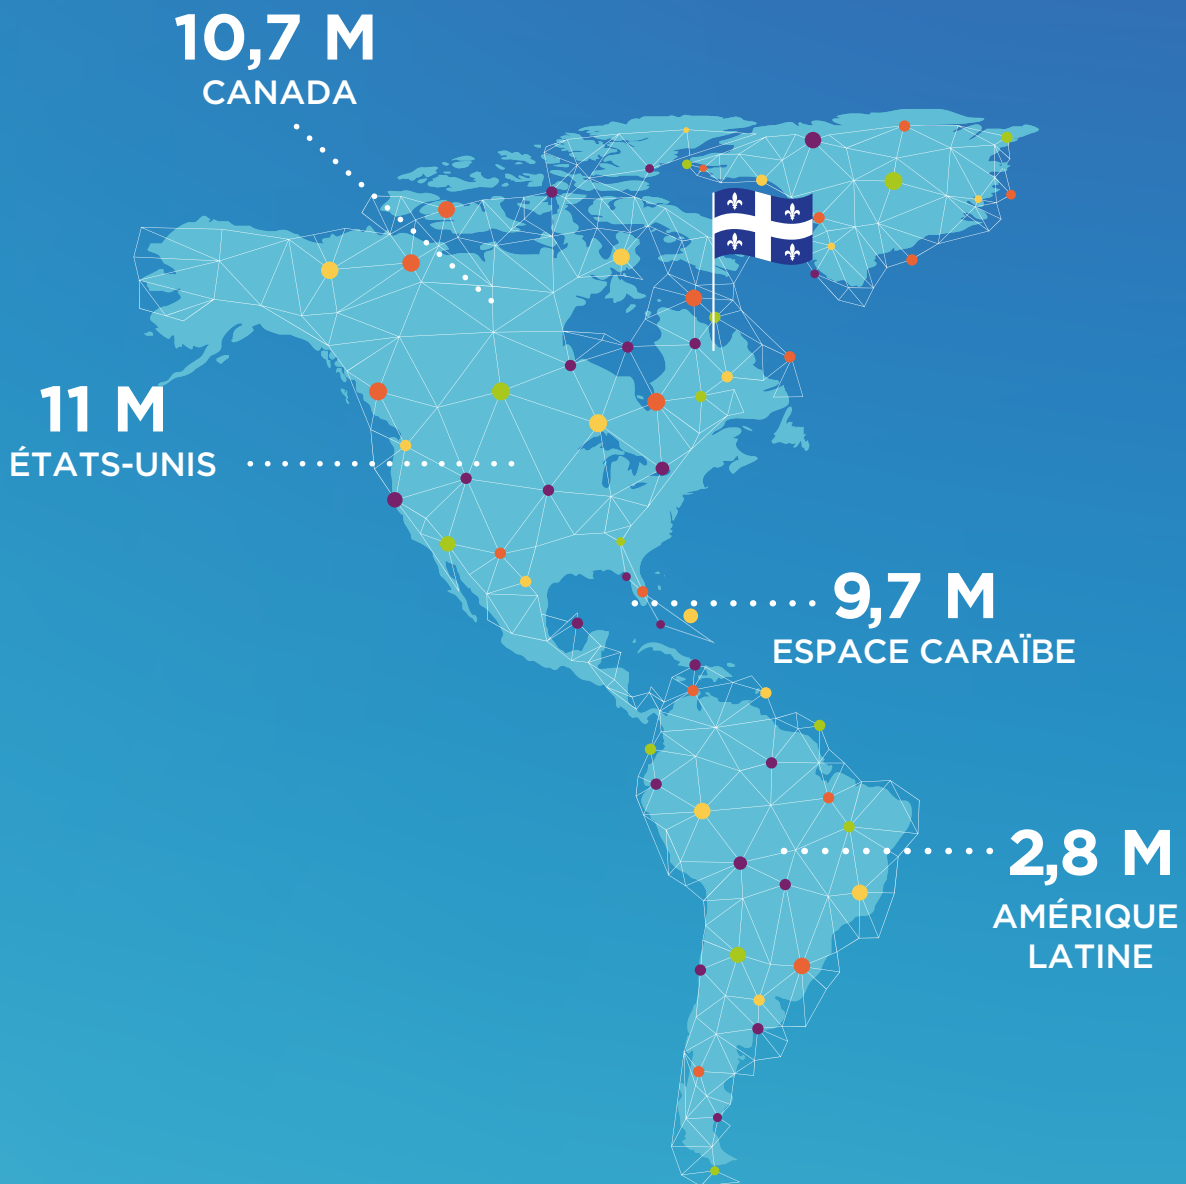 10,7 M
CANADA
11 M
ÉTATS-UNIS
9,7 M
ESPACE CARAÏBE
2,8 M
AMÉRIQUE
LATINE